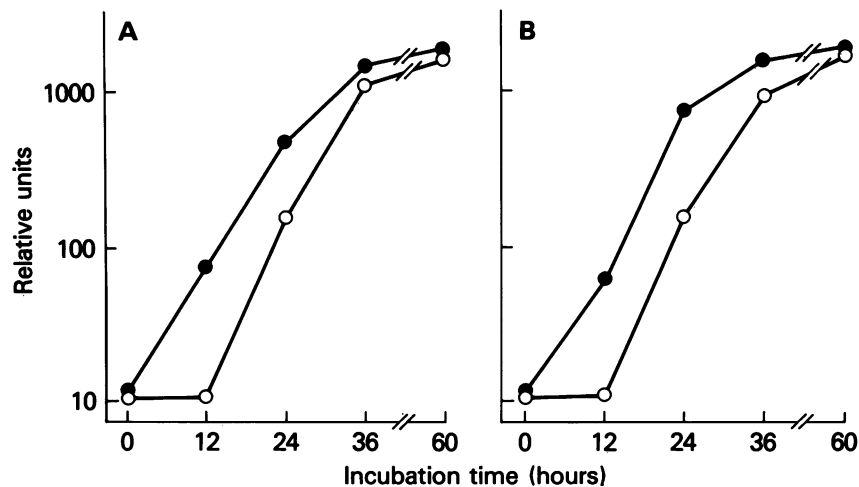 A
B
1000
100
10
Relative units
0 12 24 36 60
0 12 24 36 60
Incubation time (hours)